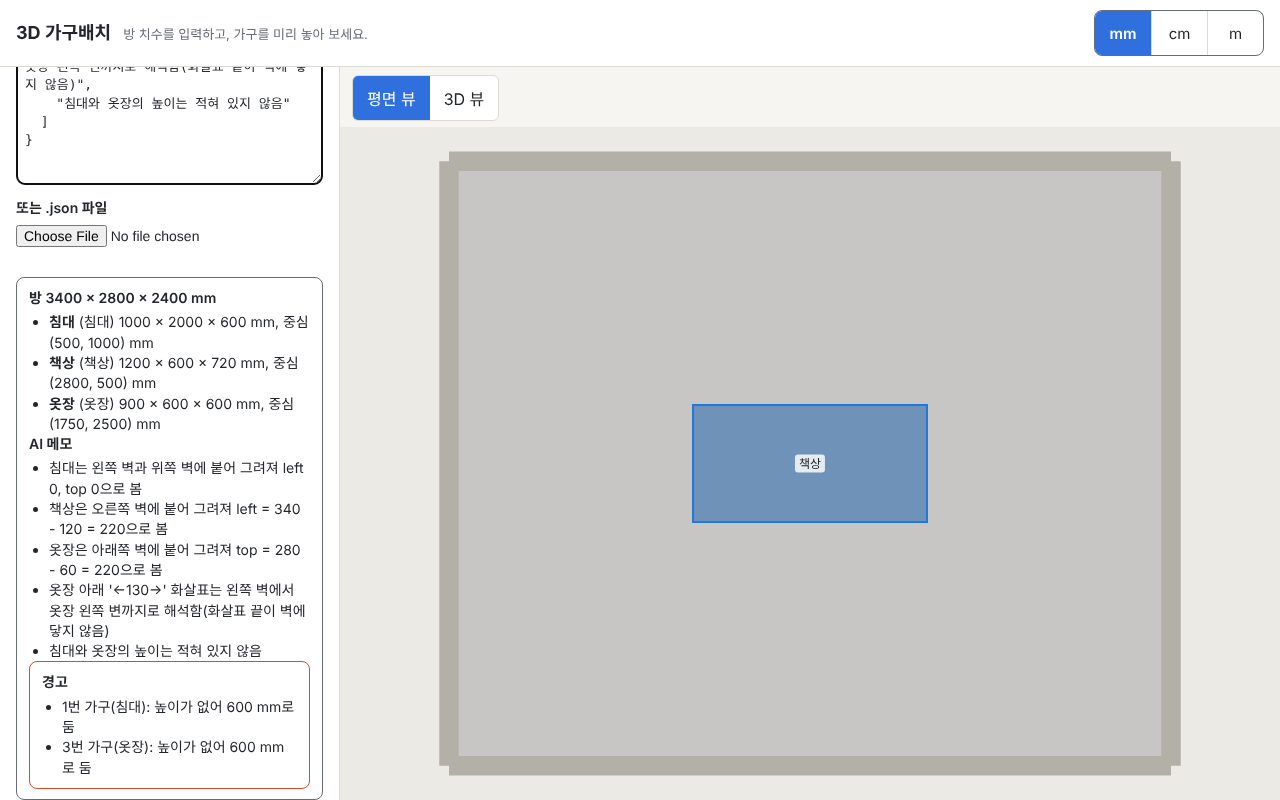 3D 가구배치
방 치수를 입력하고, 가구를 미리 놓아 보세요.
mm
cm
m
지 않음)",
"침대와 옷장의 높이는 적혀 있지 않음"
]
}
또는 .json 파일
Choose File No file chosen
방 3400 × 2800 × 2400 mm
침대 (침대) 1000 × 2000 × 600 mm, 중심
(500, 1000) mm
책상 (책상) 1200 × 600 × 720 mm, 중심
(2800, 500) mm
옷장 (옷장) 900 × 600 × 600 mm, 중심
(1750, 2500) mm
AI 메모
침대는 왼쪽 벽과 위쪽 벽에 붙어 그려져 left
0, top 0으로 봄
책상은 오른쪽 벽에 붙어 그려져 left = 340
- 120 = 220으로 봄
옷장은 아래쪽 벽에 붙어 그려져 top = 280
- 60 = 220으로 봄
옷장 아래 '←130→' 화살표는 왼쪽 벽에서
옷장 왼쪽 변까지로 해석함(화살표 끝이 벽에
닿지 않음)
침대와 옷장의 높이는 적혀 있지 않음
경고
1번 가구(침대): 높이가 없어 600 mm로
둠
3번 가구(옷장): 높이가 없어 600 mm
로 둠
평면 뷰
3D 뷰
책상